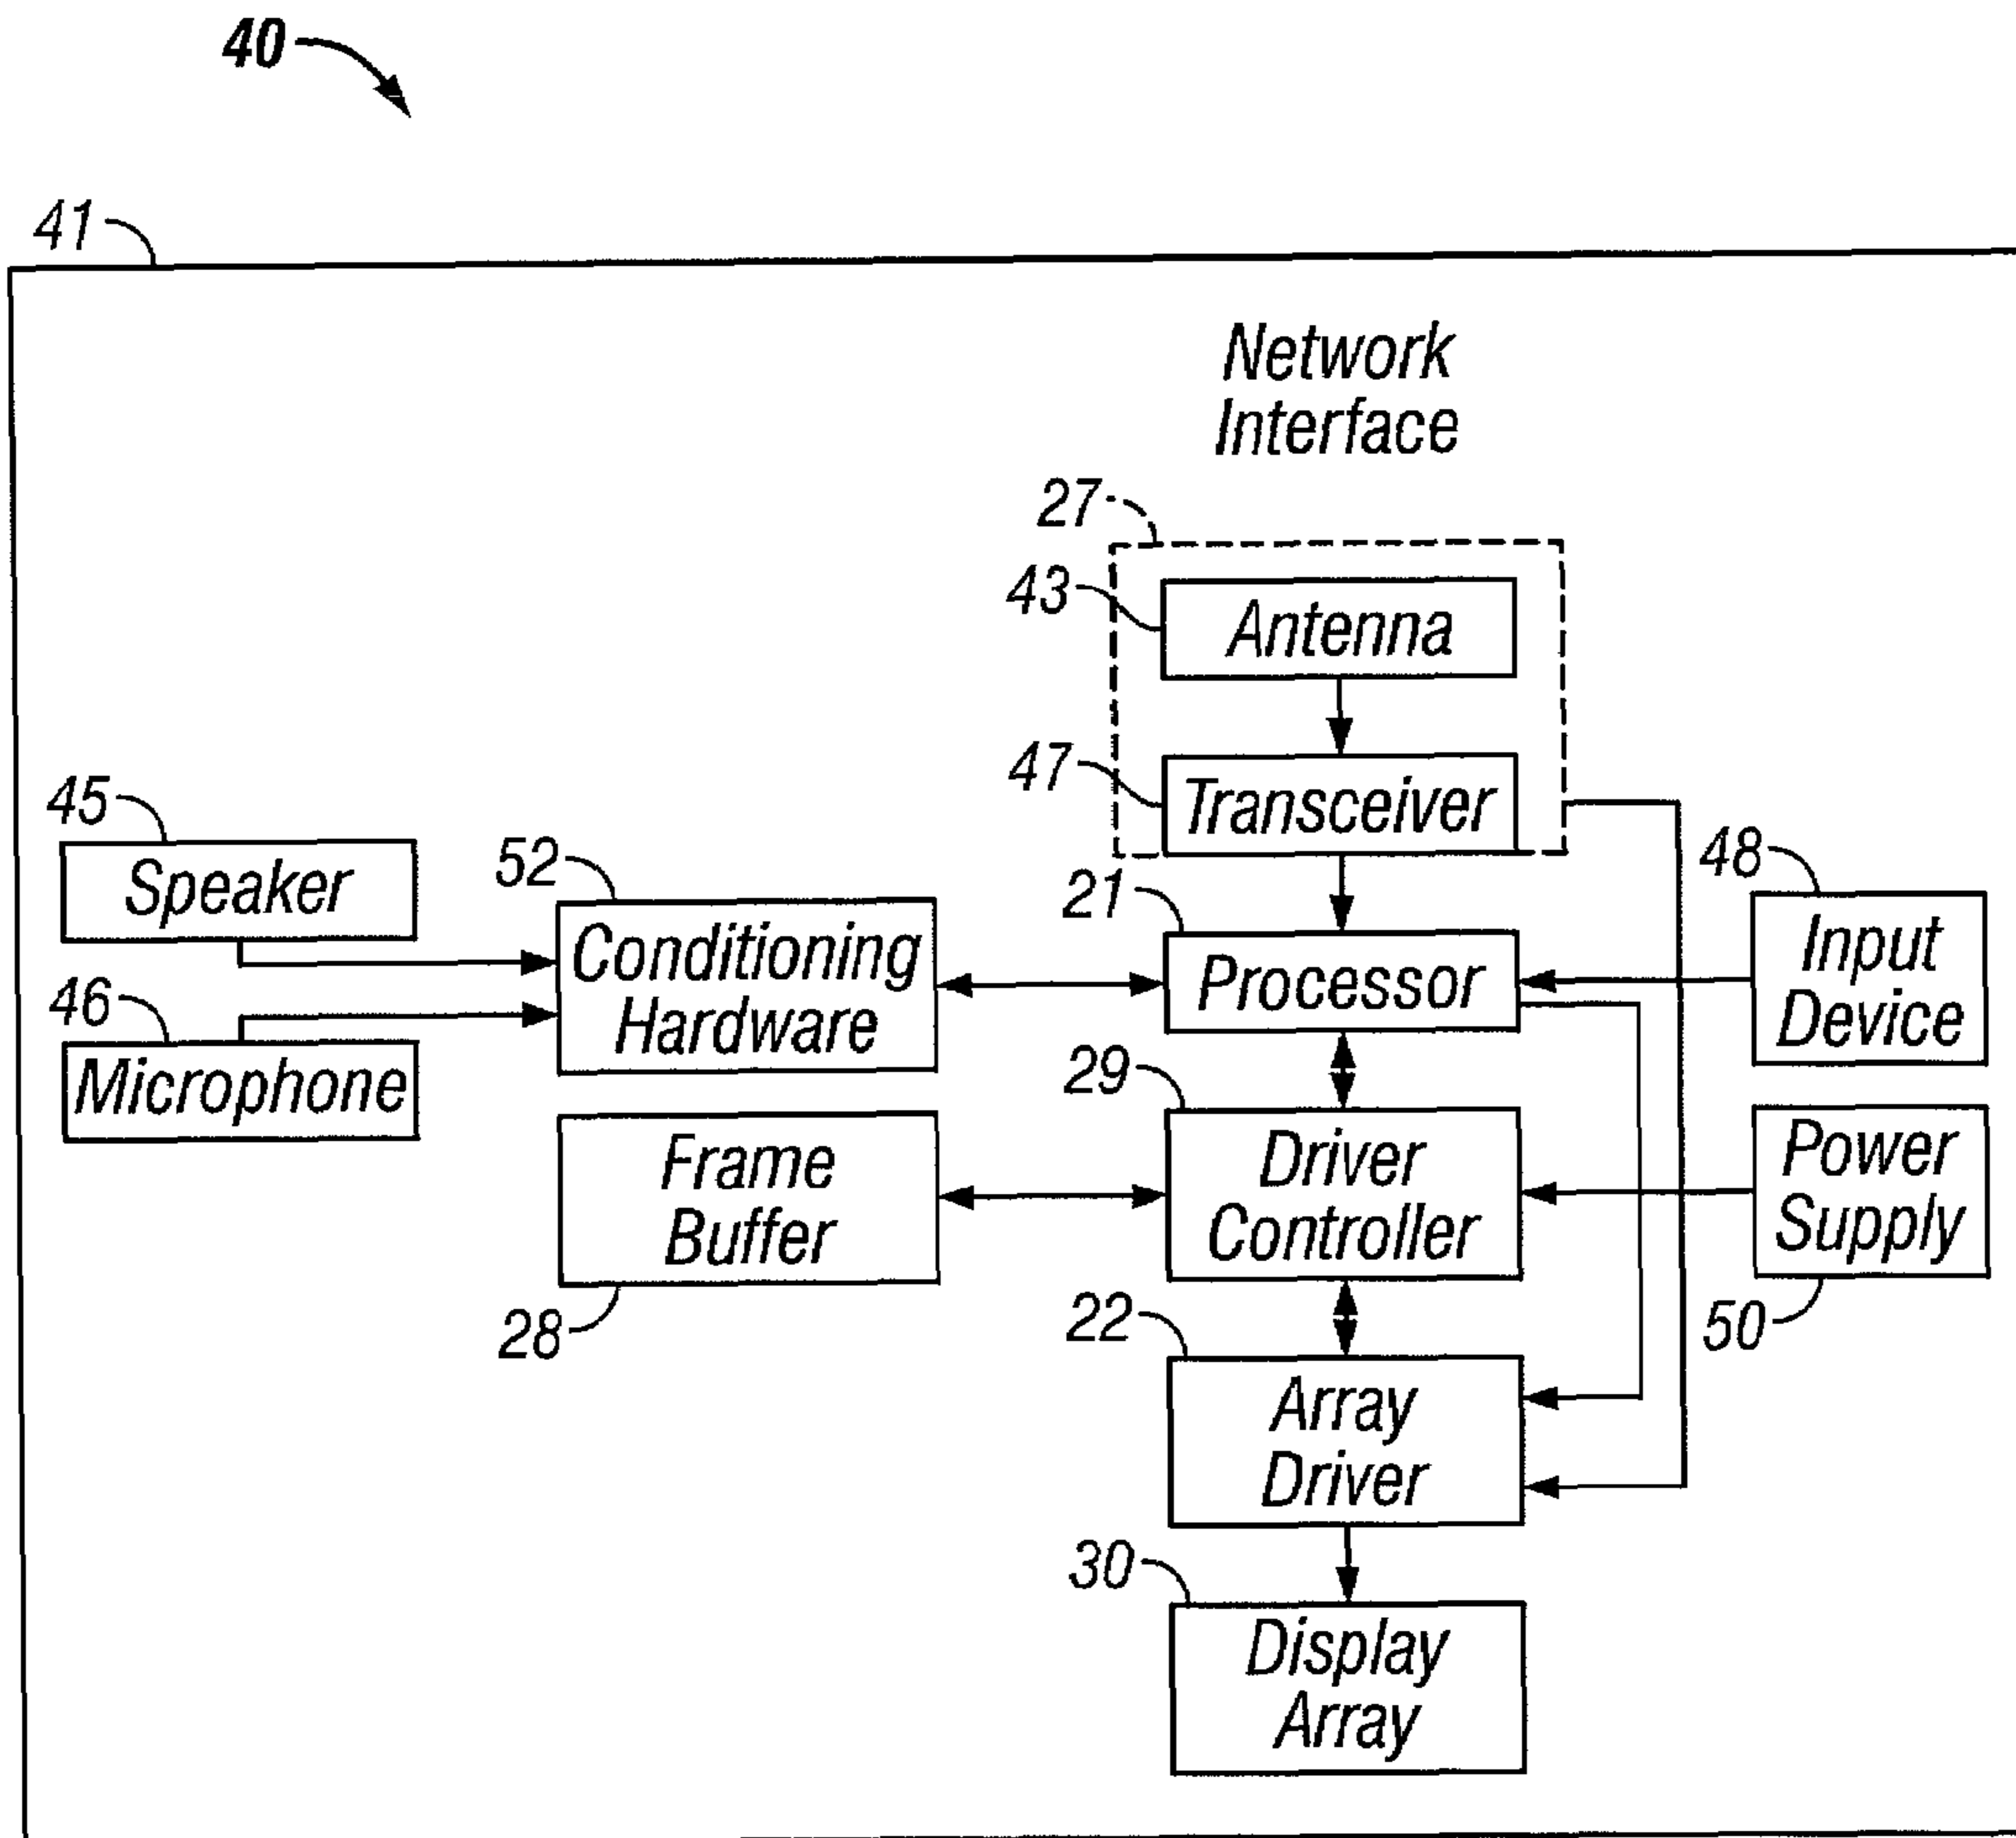 40
41
Network
Interface
27
43
Antenna
47
Transceiver
45
Speaker
52
Conditioning
Hardware
21
Processor
48
Input
Device
46
Microphone
29
Driver
Controller
Frame
Buffer
28
Power
Supply
50
22
Array
Driver
30
Display
Array